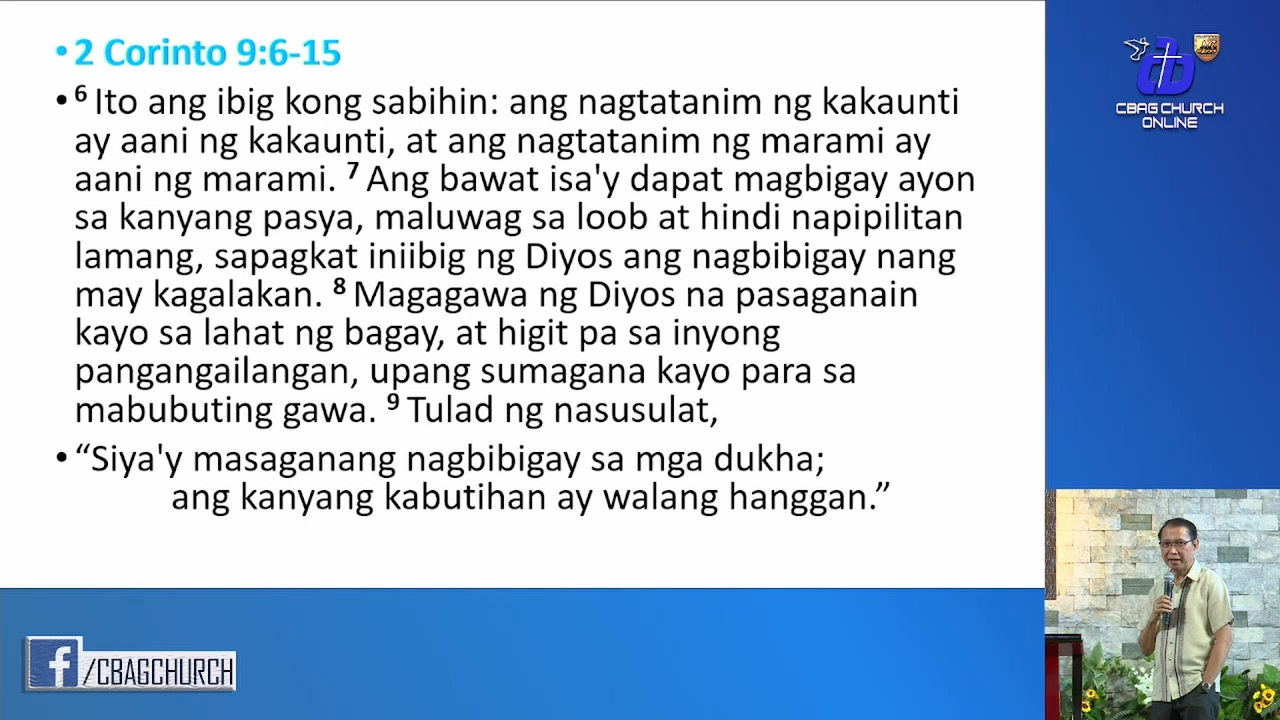 • 2 Corinto 9:6-15
• 6 Ito ang ibig kong sabihin: ang nagtatanim ng kakaunti
ay aani ng kakaunti, at ang nagtatanim ng marami ay
aani ng marami. 7 Ang bawat isa'y dapat magbigay ayon
sa kanyang pasya, maluwag sa loob at hindi napipilitan
lamang, sapagkat iniibig ng Diyos ang nagbibigay nang
may kagalakan. 8 Magagawa ng Diyos na pasaganain
kayo sa lahat ng bagay, at higit pa sa inyong
pangangailangan, upang sumagana kayo para sa
mabubuting gawa. 9 Tulad ng nasusulat,
• “Siya'y masaganang nagbibigay sa mga dukha;
ang kanyang kabutihan ay walang hanggan.”
CBAG CHURCH
ONLINE
f/CBAGCHURCH